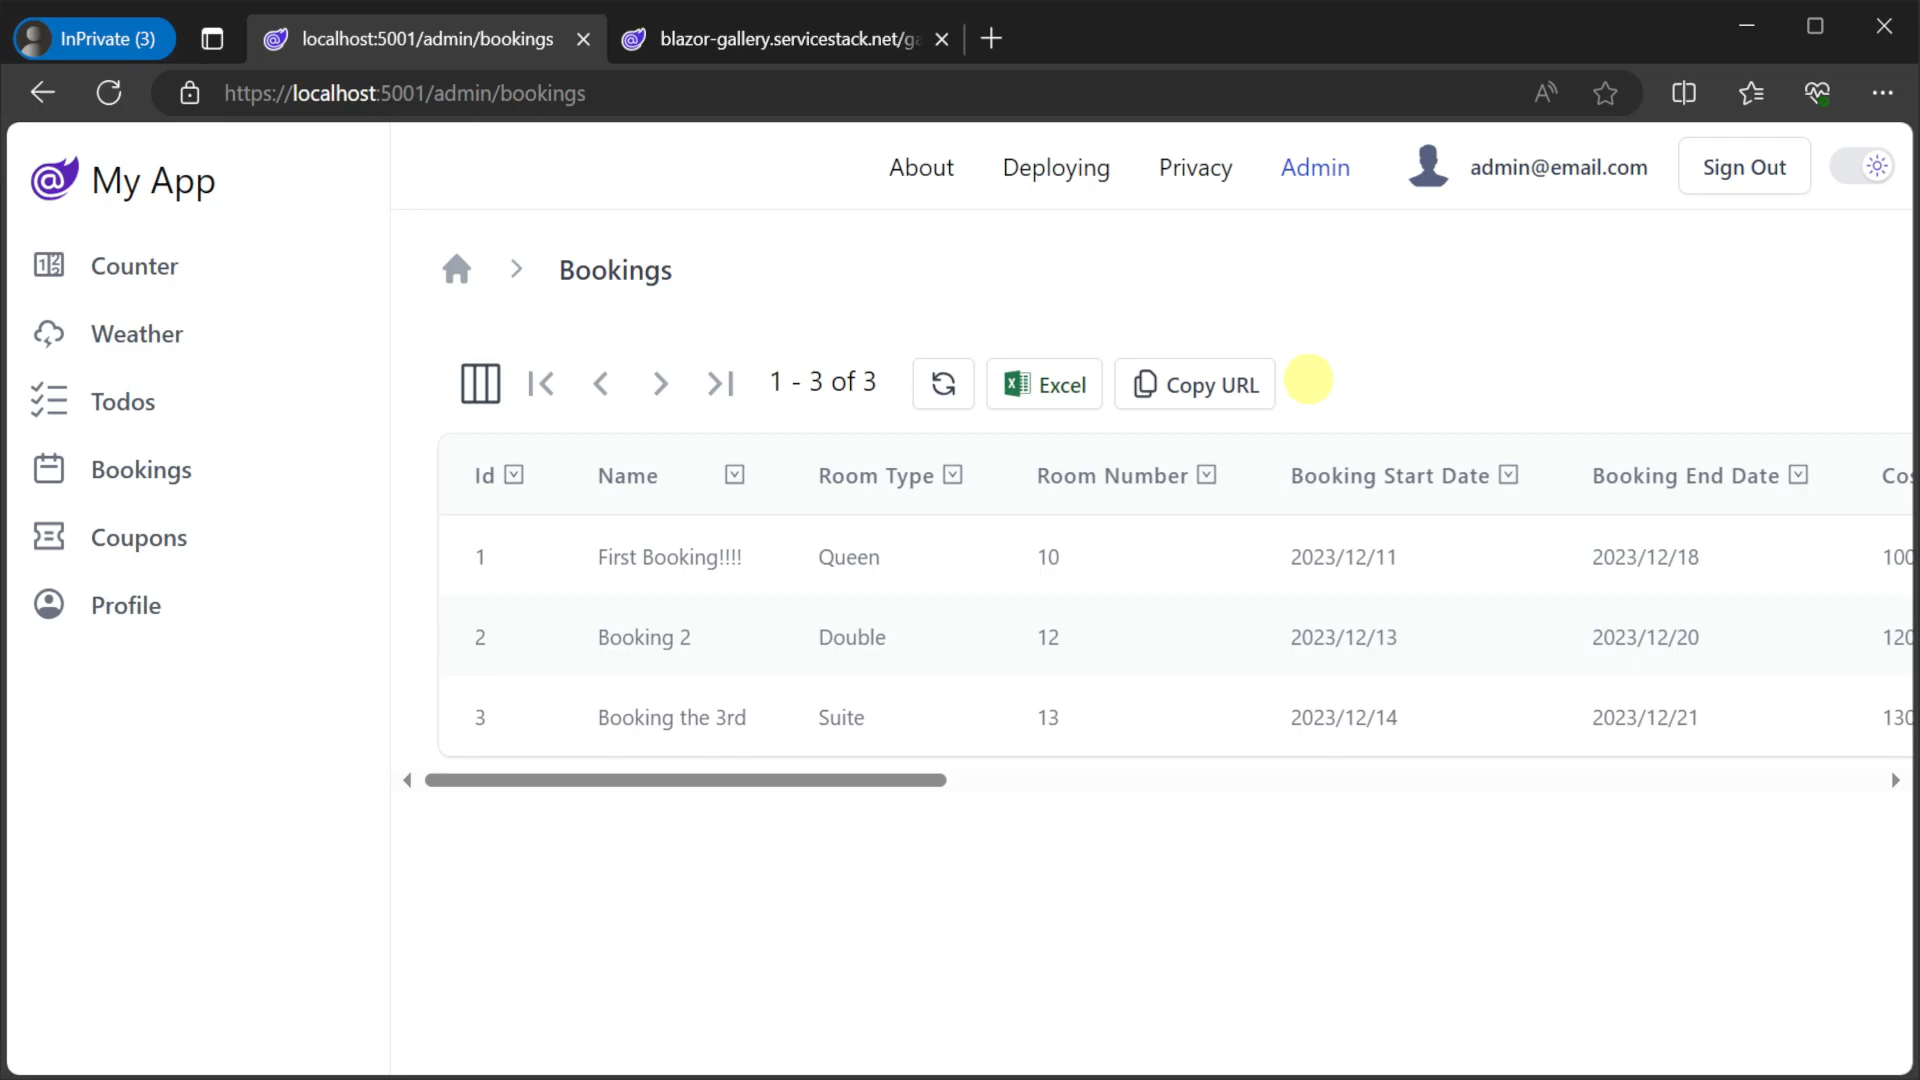 InPrivate (3)
localhost:5001/admin/bookings
blazor-gallery.servicestack.net/ga
https://localhost:5001/admin/bookings
My App
About Deploying Privacy Admin admin@email.com Sign Out
Counter
Weather
Todos
Bookings
Coupons
Profile
Bookings
1 - 3 of 3 Excel Copy URL
Id Name Room Type Room Number Booking Start Date Booking End Date Cos
1 First Booking!!!! Queen 10 2023/12/11 2023/12/18 100
2 Booking 2 Double 12 2023/12/13 2023/12/20 120
3 Booking the 3rd Suite 13 2023/12/14 2023/12/21 130